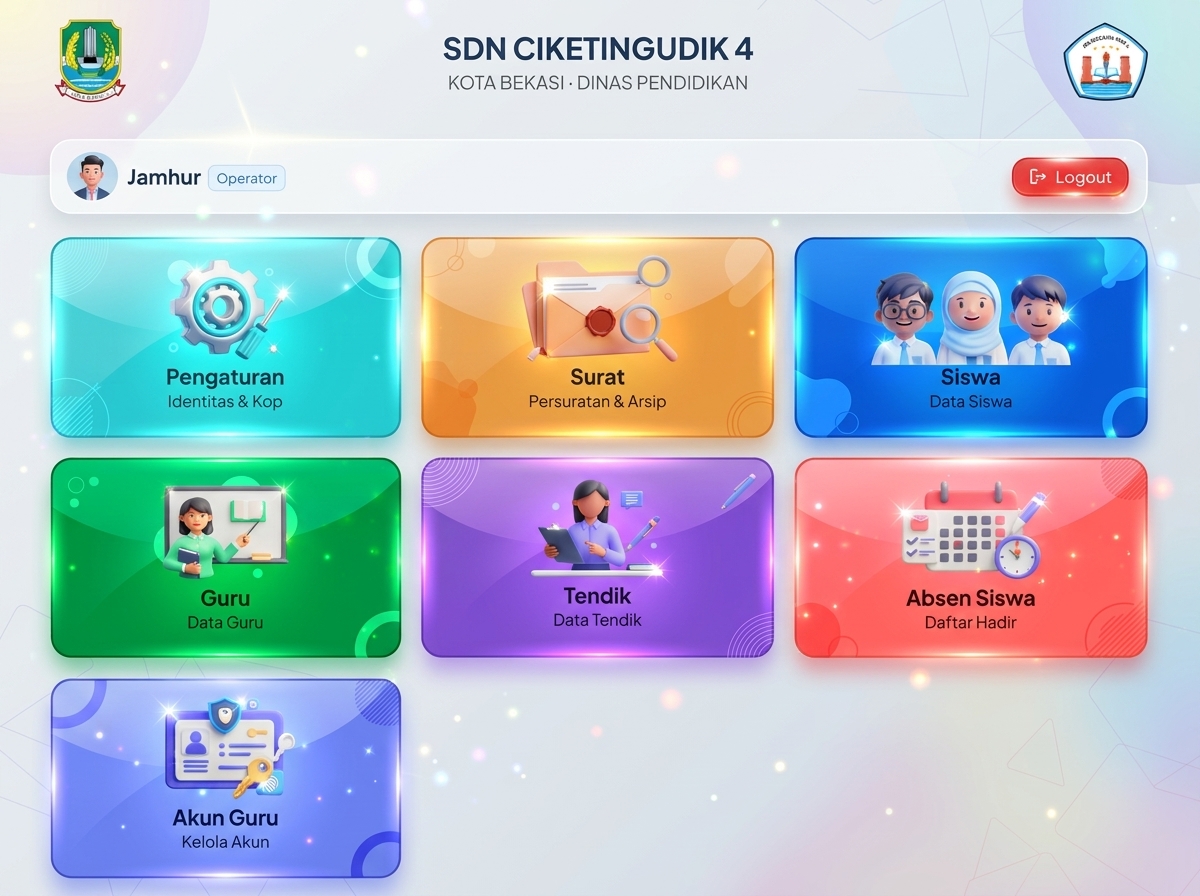 SDN CIKETINGUDIK 4
KOTA BEKASI · DINAS PENDIDIKAN
Jamhur
Operator
Logout
Pengaturan
Identitas & Kop
Surat
Persuratan & Arsip
Siswa
Data Siswa
Guru
Data Guru
Tendik
Data Tendik
Absen Siswa
Daftar Hadir
Akun Guru
Kelola Akun